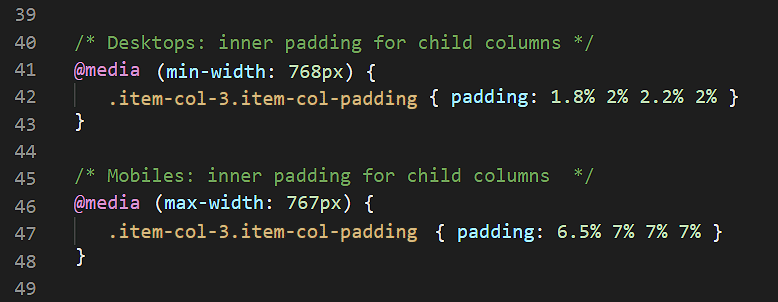 39
40 /* Desktops: inner padding for child columns */
41 @media (min-width: 768px) {
42 .item-col-3.item-col-padding { padding: 1.8% 2% 2.2% 2% }
43 }
44
45 /* Mobiles: inner padding for child columns  */
46 @media (max-width: 767px) {
47 .item-col-3.item-col-padding { padding: 6.5% 7% 7% 7% }
48 }
49